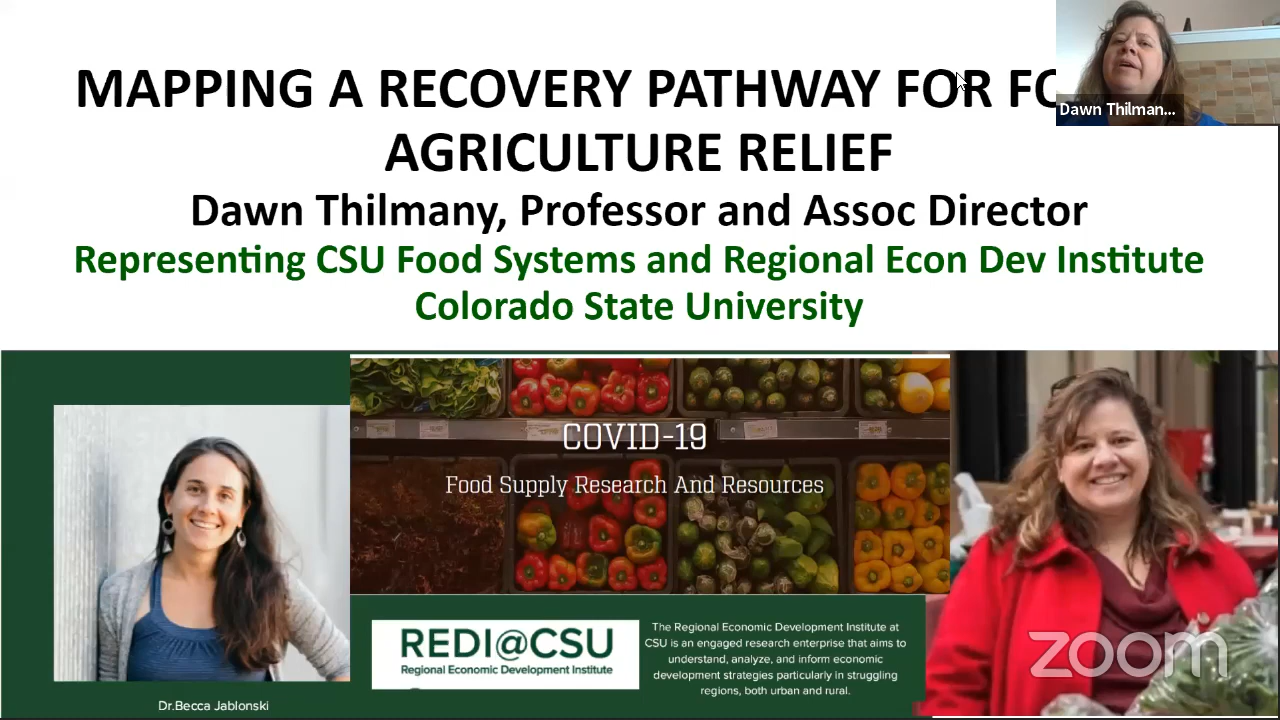 MAPPING A RECOVERY PATHWAY FOR
AGRICULTURE RELIEF
Dawn Thilmany, Professor and Assoc Director
Representing CSU Food Systems and Regional Econ Dev Institute
Colorado State University
Dawn Thilman...
COVID-19
Food Supply Research And Resources
REDI@CSU
Regional Economic Development Institute
The Regional Economic Development Institute at
CSU is an engaged research enterprise that aims to
understand, analyze, and inform economic
development strategies particularly in struggling
regions, both urban and rural.
Dr.Becca Jablonski
zoom